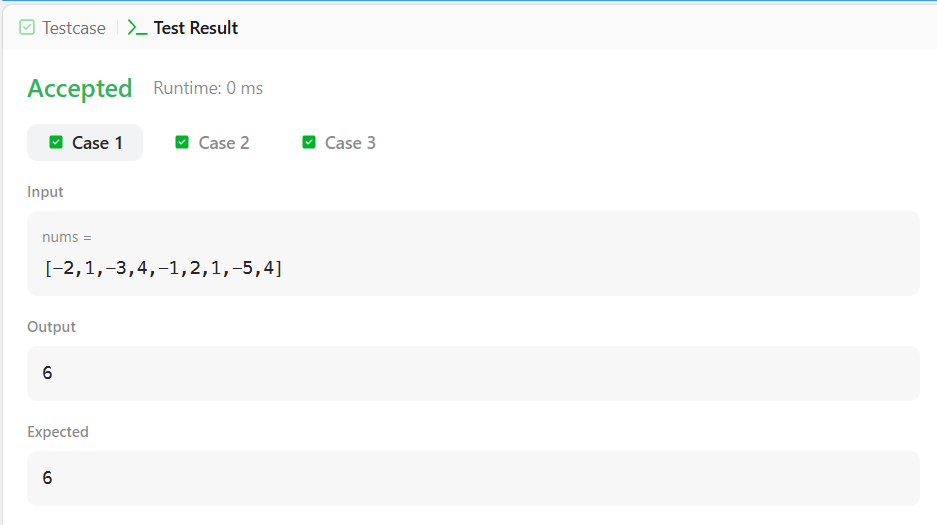 Testcase
Test Result
Accepted Runtime: 0 ms
Case 1 Case 2 Case 3
Input
nums =
[-2,1,-3,4,-1,2,1,-5,4]
Output
6
Expected
6